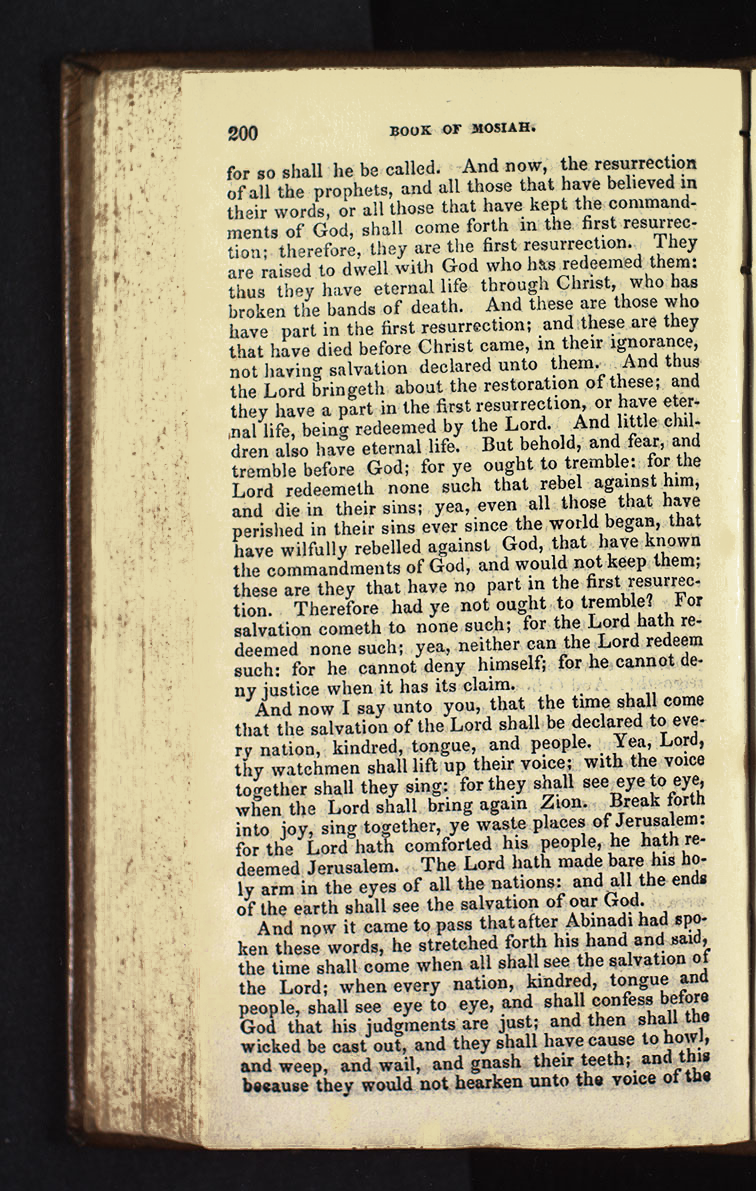 200 BOOK OF MOSIAH.
for so shall he be called. And now, the resurrection
of all the prophets, and all those that have believed in
their words, or all those that have kept the command-
ments of God, shall come forth in the first resurrec-
tion; therefore, they are the first resurrection. They
are raised to dwell with God who has redeemed them:
thus they have eternal life through Christ, who has
broken the bands of death. And these are those who
have part in the first resurrection; and these are they
that have died before Christ came, in their ignorance,
not having salvation declared unto them. And thus
the Lord bringeth about the restoration of these; and
they have a part in the first resurrection, or have eter-
nal life, being redeemed by the Lord. And little chil-
dren also have eternal life. But behold, and fear, and
tremble before God; for ye ought to tremble: for the
Lord redeemeth none such that rebel against him,
and die in their sins; yea, even all those that have
perished in their sins ever since the world began, that
have wilfully rebelled against God, that have known
the commandments of God, and would not keep them;
these are they that have no part in the first resurrec-
tion. Therefore had ye not ought to tremble? For
salvation cometh to none such; for the Lord hath re-
deemed none such; yea, neither can the Lord redeem
such: for he cannot deny himself; for he cannot de-
ny justice when it has its claim.
And now I say unto you, that the time shall come
that the salvation of the Lord shall be declared to eve-
ry nation, kindred, tongue, and people. Yea, Lord,
thy watchmen shall lift up their voice; with the voice
together shall they sing: for they shall see eye to eye,
when the Lord shall bring again Zion. Break forth
into joy, sing together, ye waste places of Jerusalem:
for the Lord hath comforted his people, he hath re-
deemed Jerusalem. The Lord hath made bare his ho-
ly arm in the eyes of all the nations: and all the ends
of the earth shall see the salvation of our God.
And now it came to pass that after Abinadi had spo-
ken these words, he stretched forth his hand and said,
the time shall come when all shall see the salvation of
the Lord; when every nation, kindred, tongue and
people, shall see eye to eye, and shall confess before
God that his judgments are just; and then shall the
wicked be cast out, and they shall have cause to howl,
and weep, and wail, and gnash their teeth; and this
because they would not hearken unto the voice of the